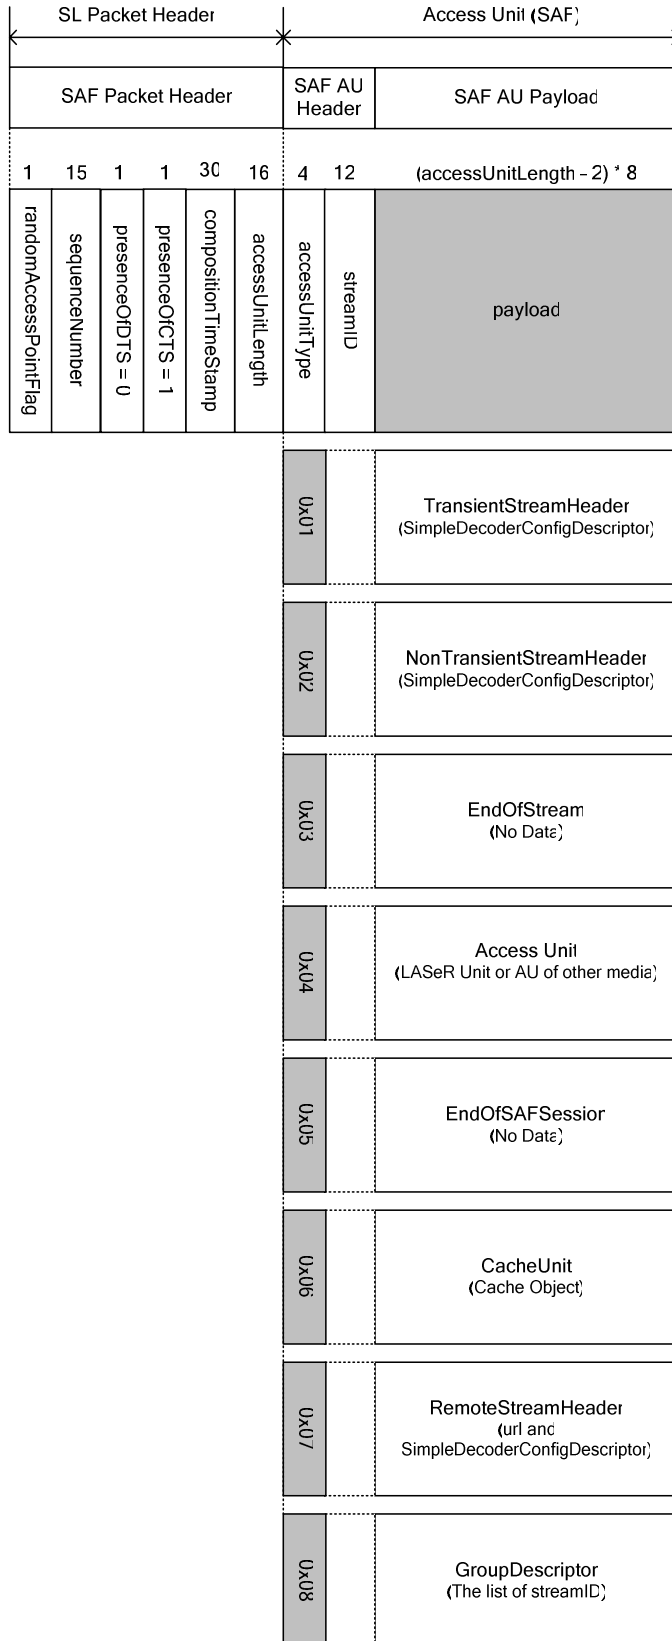 SL Packet Header
Access Unit (SAF)
SAF Packet Header
SAF AU
Header
SAF AU Payload
1
15
1
1
30
16
4
12
(accessUnitLength – 2) * 8
randomAccessPointFlag
sequenceNumber
presenceOfDTS = 0
presenceOfCTS = 1
compositionTimeStamp
accessUnitLength
accessUnitType
streamID
payload
0x01
TransientStreamHeader
(SimpleDecoderConfigDescriptor)
0x02
NonTransientStreamHeader
(SimpleDecoderConfigDescriptor)
0x03
EndOfStream
(No Data)
0x04
Access Unit
(LASeR Unit or AU of other media)
0x05
EndOfSAFSession
(No Data)
0x06
CacheUnit
(Cache Object)
0x07
RemoteStreamHeader
(url and
SimpleDecoderConfigDescriptor)
0x08
GroupDescriptor
(The list of streamID)